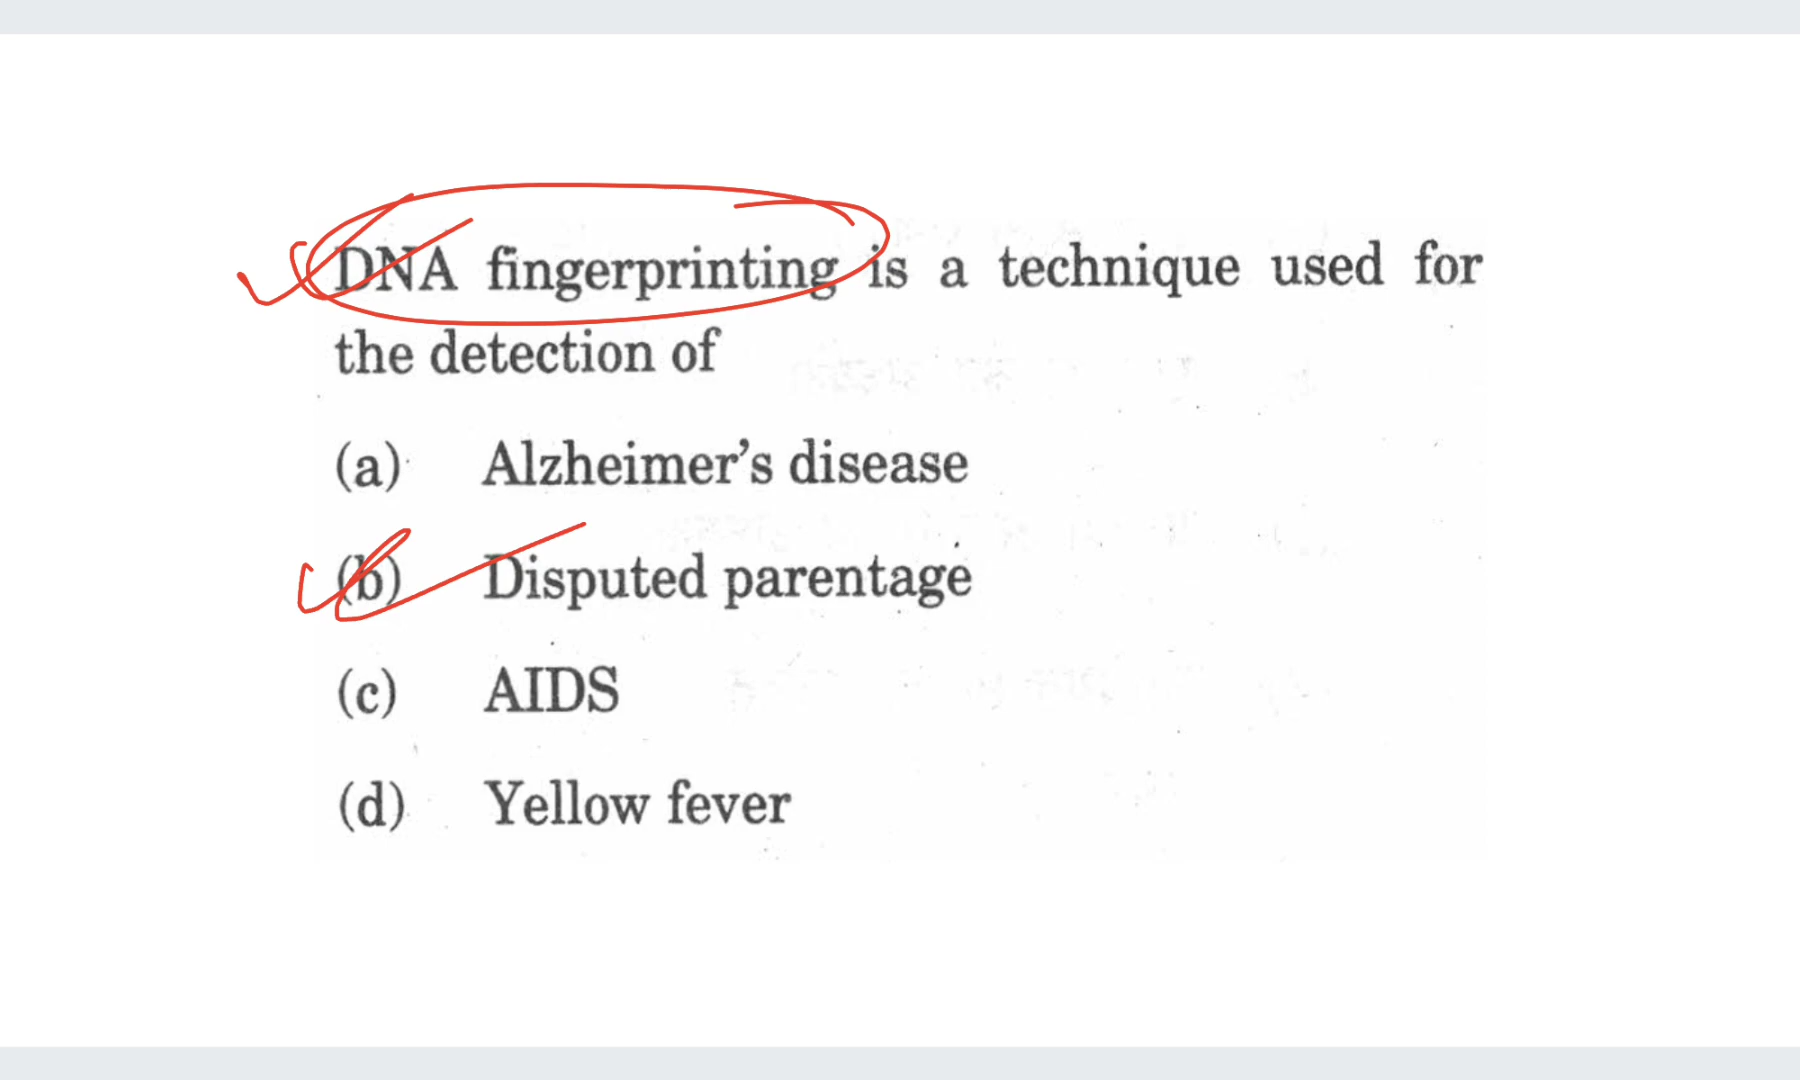 DNA fingerprinting is a technique used for
the detection of
(a) Alzheimer's disease
(b) Disputed parentage
(c) AIDS
(d) Yellow fever